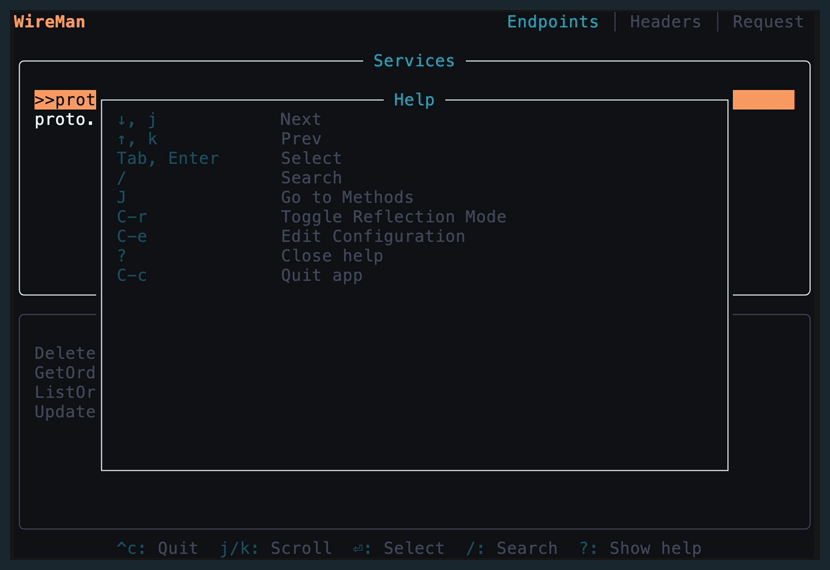 WireMan Endpoints | Headers | Request
Services
>>prot
proto.
Help
↓, j Next
↑, k Prev
Tab, Enter Select
/ Search
J Go to Methods
C-r Toggle Reflection Mode
C-e Edit Configuration
? Close help
C-c Quit app
Delete
GetOrd
ListOr
Update
^c: Quit j/k: Scroll ⏎: Select /: Search ?: Show help